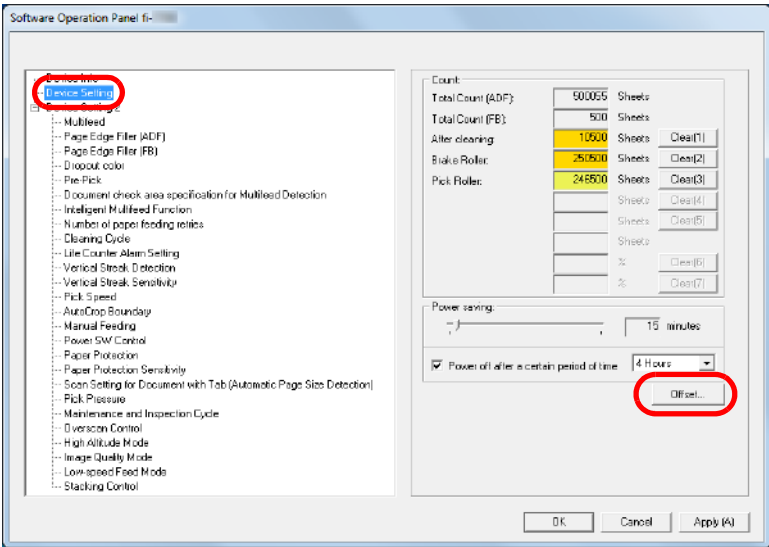 Software Operation Panel fi-
Device Info
Device Setting
Device Setting 2
Multifeed
Page Edge Filler (ADF)
Page Edge Filler (FB)
Dropout color
Pre-Pick
Document check area specification for Multifeed Detection
Intelligent Multifeed Function
Number of paper feeding retries
Cleaning Cycle
Life Counter Alarm Setting
Vertical Streak Detection
Vertical Streak Sensitivity
Pick Speed
AutoCrop Boundary
Manual Feeding
Power SW Control
Paper Protection
Paper Protection Sensitivity
Scan Setting for Document with Tab (Automatic Page Size Detection)
Pick Pressure
Maintenance and Inspection Cycle
Overscan Control
High Altitude Mode
Image Quality Mode
Low-speed Feed Mode
Stacking Control
Count:
Total Count (ADF): 500055 Sheets
Total Count (FB): 500 Sheets
After cleaning: 10500 Sheets Clear(1)
Brake Roller: 250500 Sheets Clear(2)
Pick Roller: 246500 Sheets Clear(3)
Sheets Clear(4)
Sheets Clear(5)
Sheets
% Clear(6)
% Clear(7)
Power saving:
15 minutes
Power off after a certain period of time 4 Hours
Offset...
OK Cancel Apply (A)